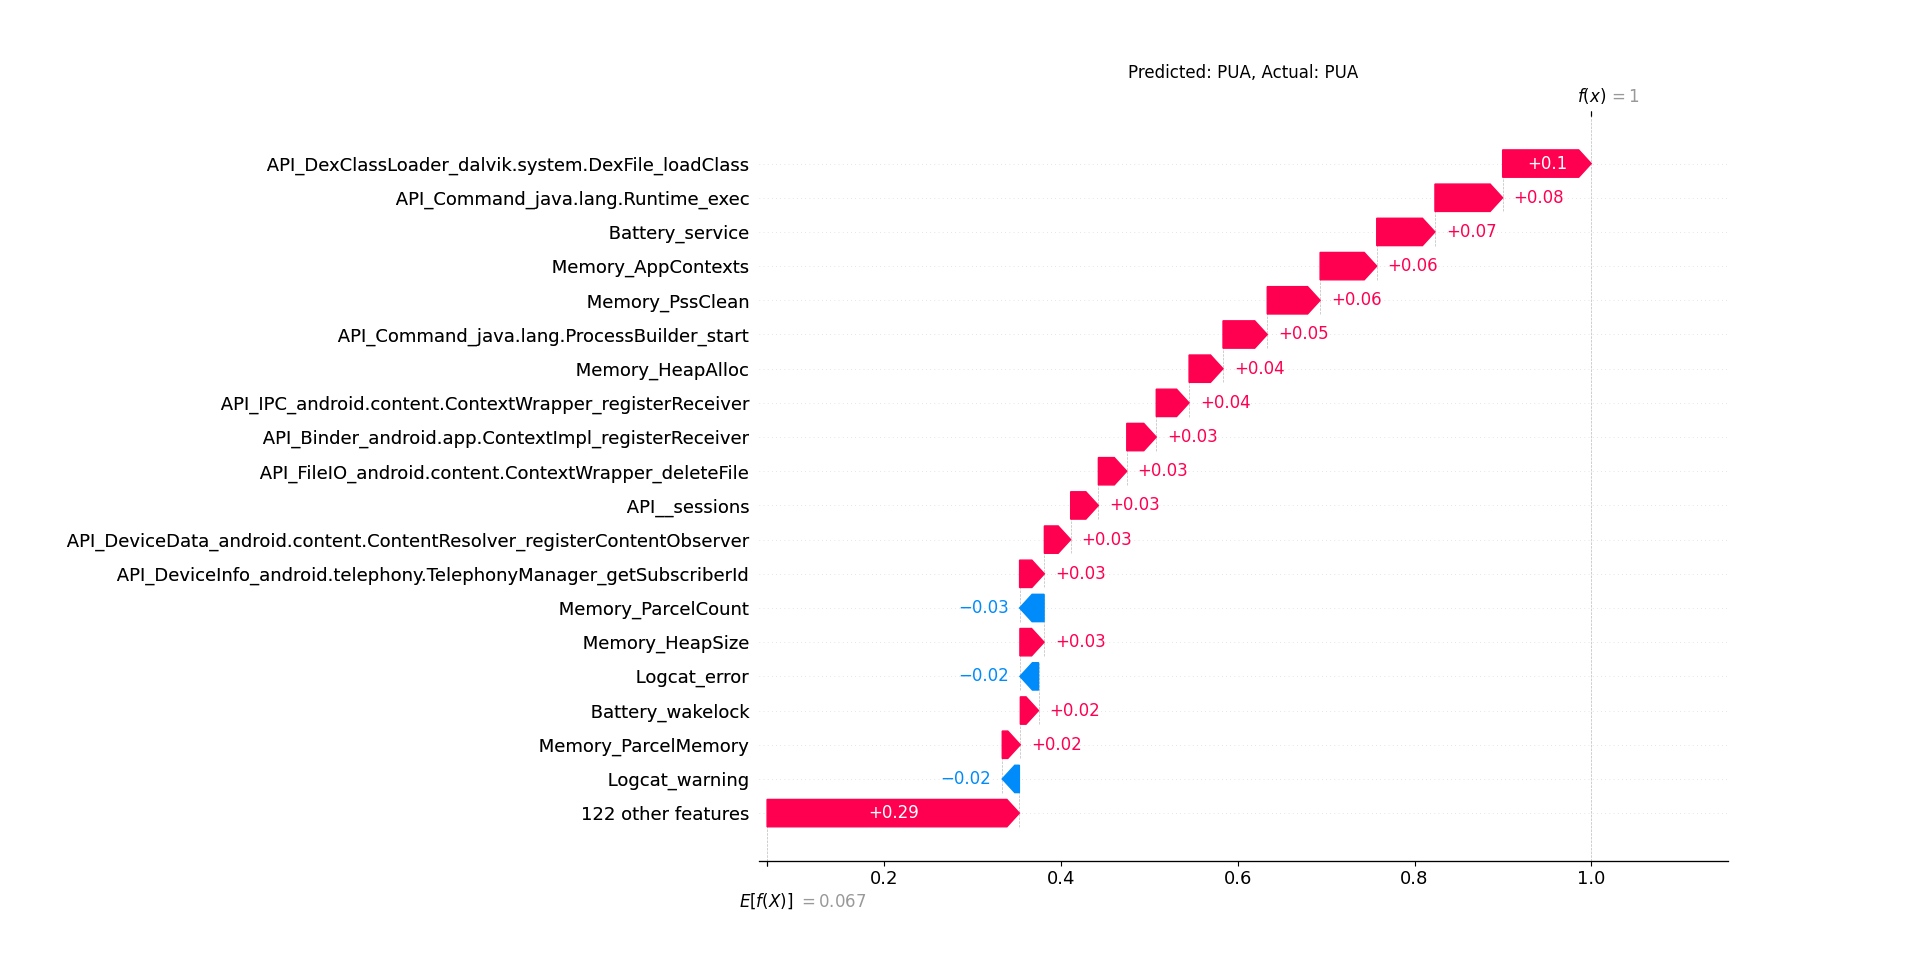 Predicted: PUA, Actual: PUA
f(x) = 1
API_DexClassLoader_dalvik.system.DexFile_loadClass +0.1
API_Command_java.lang.Runtime_exec +0.08
Battery_service +0.07
Memory_AppContexts +0.06
Memory_PssClean +0.06
API_Command_java.lang.ProcessBuilder_start +0.05
Memory_HeapAlloc +0.04
API_IPC_android.content.ContextWrapper_registerReceiver +0.04
API_Binder_android.app.ContextImpl_registerReceiver +0.03
API_FileIO_android.content.ContextWrapper_deleteFile +0.03
API__sessions +0.03
API_DeviceData_android.content.ContentResolver_registerContentObserver +0.03
API_DeviceInfo_android.telephony.TelephonyManager_getSubscriberId +0.03
Memory_ParcelCount −0.03
Memory_HeapSize +0.03
Logcat_error −0.02
Battery_wakelock +0.02
Memory_ParcelMemory +0.02
Logcat_warning −0.02
122 other features +0.29
0.2 0.4 0.6 0.8 1.0
E[f(X)] = 0.067